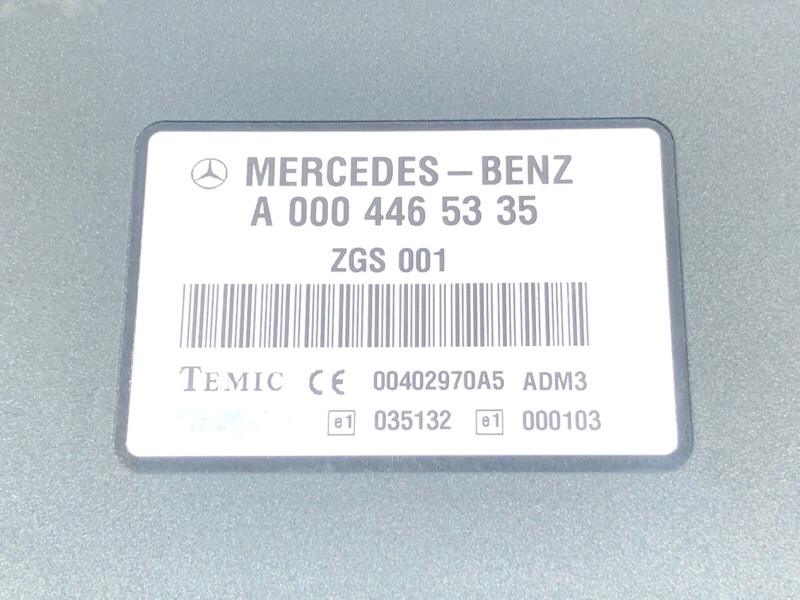 MERCEDES-BENZ
A 000 446 53 35
ZGS 001
TEMIC CE 00402970A5 ADM3
e1 035132 e1 000103